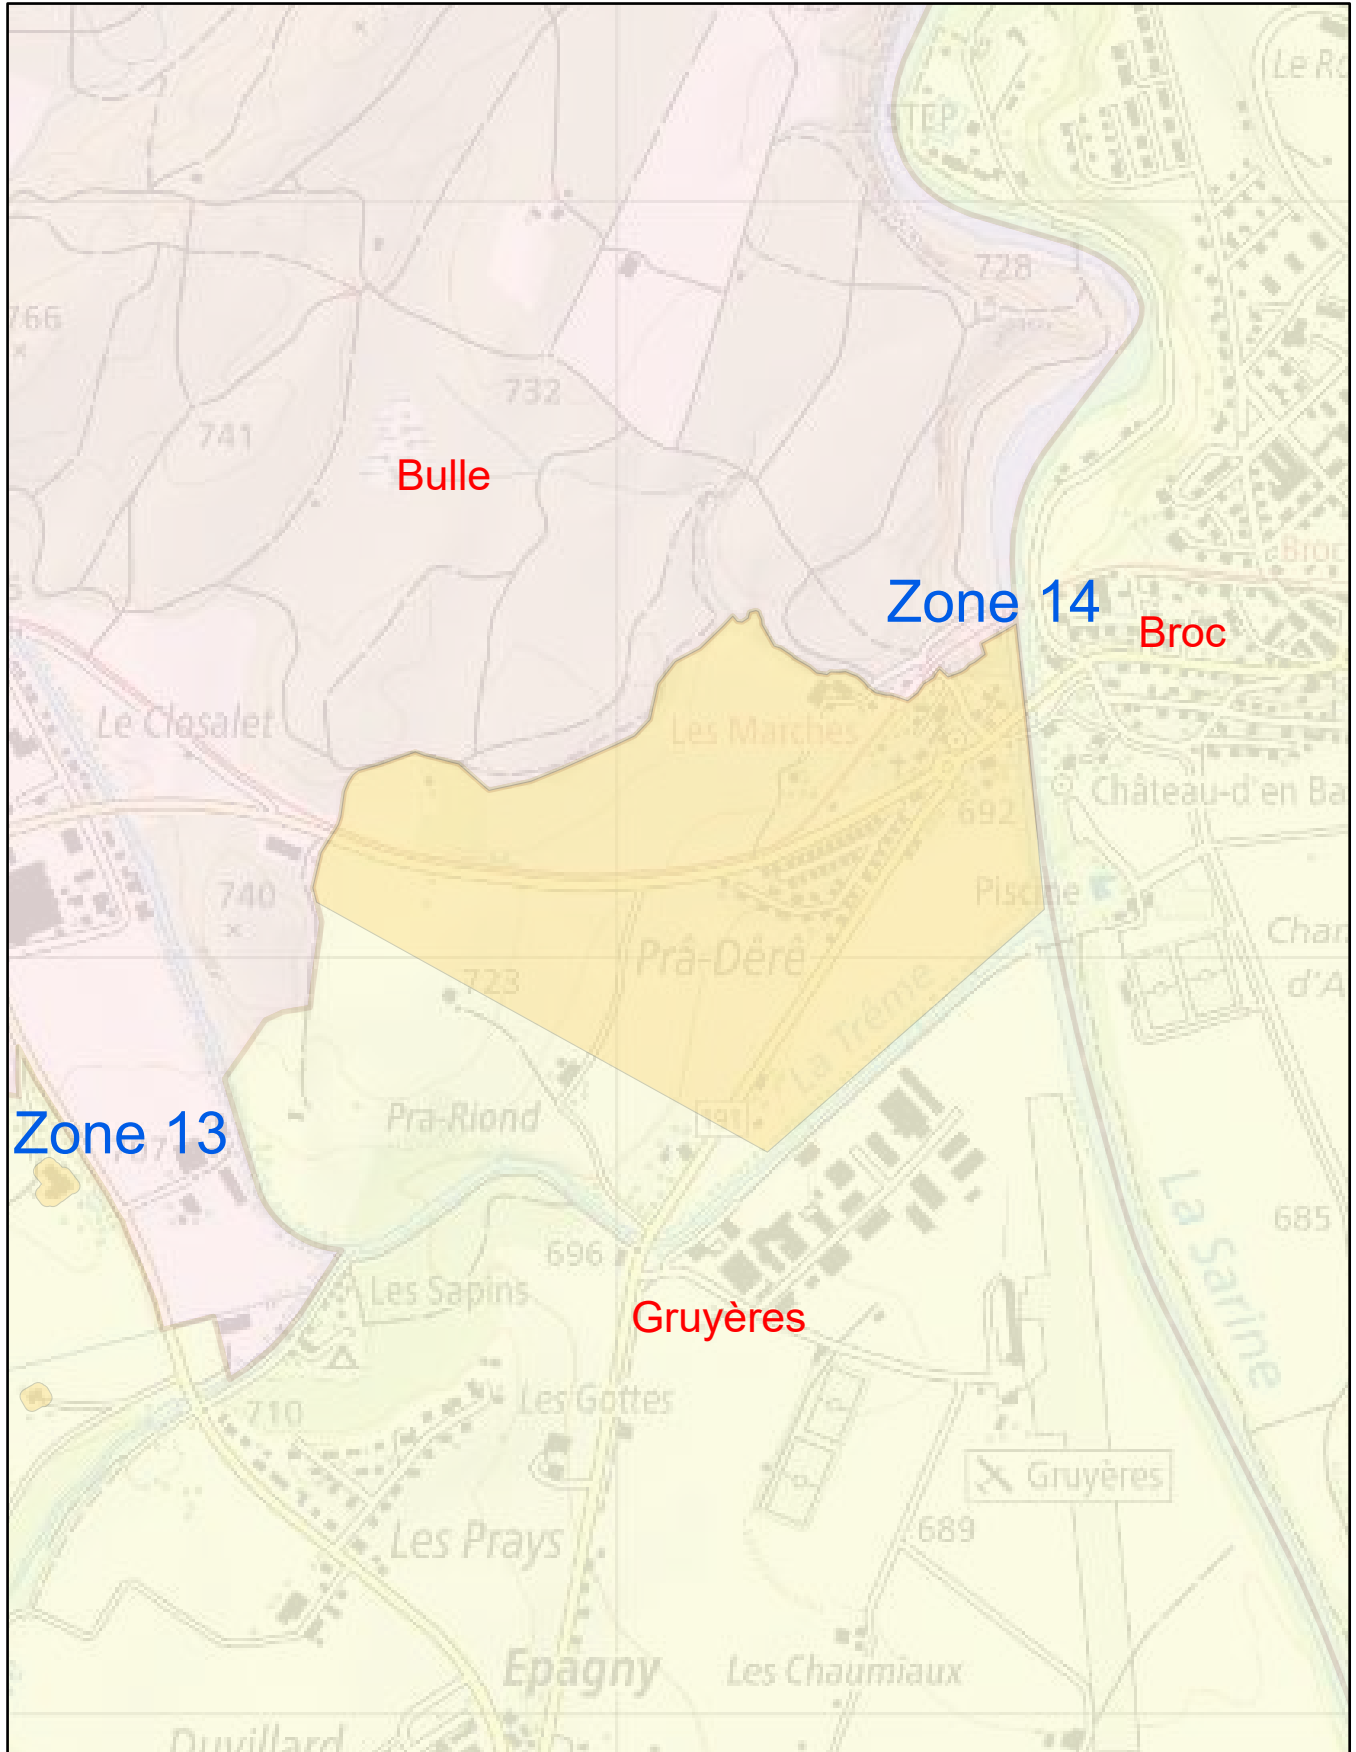 Le Ro
STEP
728
766
732
741
Bulle
Zone 14
Broc
Broc
Le Closalet
Les Marches
Château-d'en Ba
692
740
Piscine
Prâ-Dêrê
Char
d'A
723
La Trême
Pra-Riond
Zone 13
La Sarine
685
696
Les Sapins
Gruyères
Les Gottes
710
Gruyères
689
Les Prays
Epagny
Les Chaumiaux
Duvillard